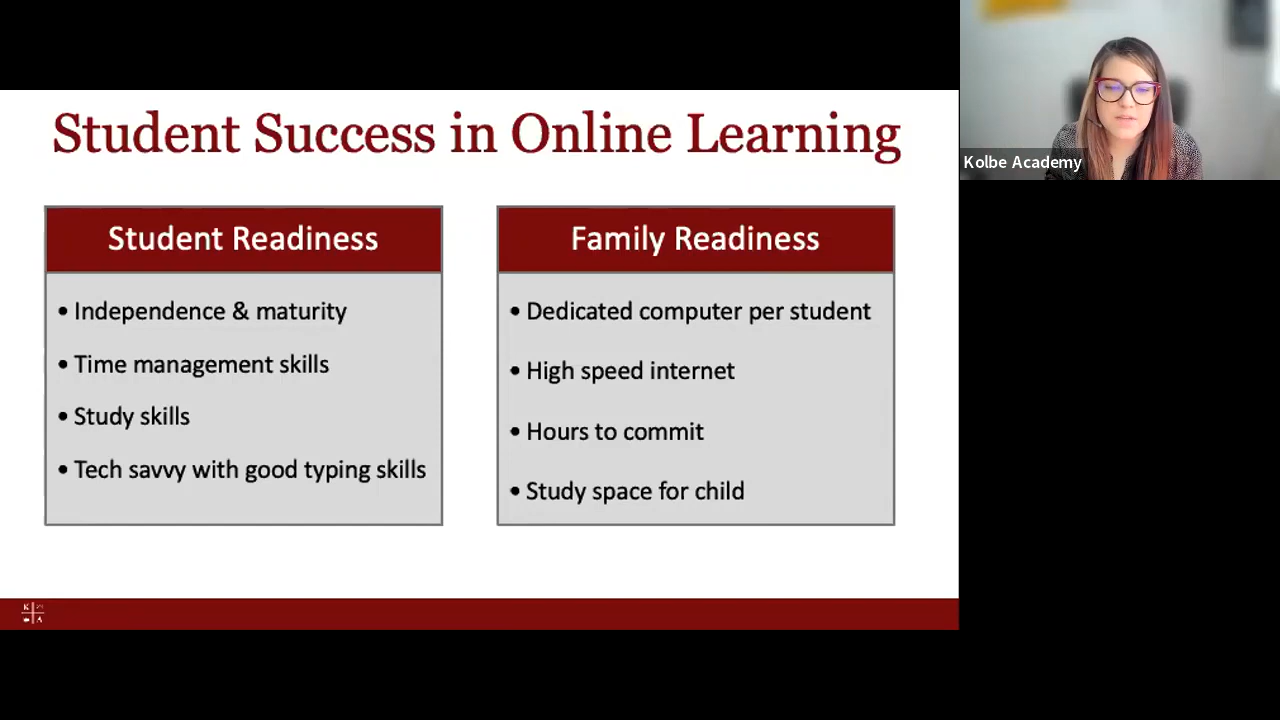 Student Success in Online Learning
Kolbe Academy
Student Readiness
• Independence & maturity
• Time management skills
• Study skills
• Tech savvy with good typing skills
Family Readiness
• Dedicated computer per student
• High speed internet
• Hours to commit
• Study space for child
K
A